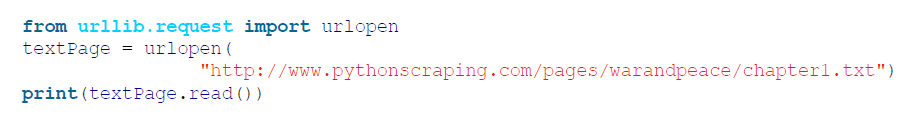 from urllib.request import urlopen
textPage = urlopen(
"http://www.pythonscraping.com/pages/warandpeace/chapter1.txt")
print(textPage.read())